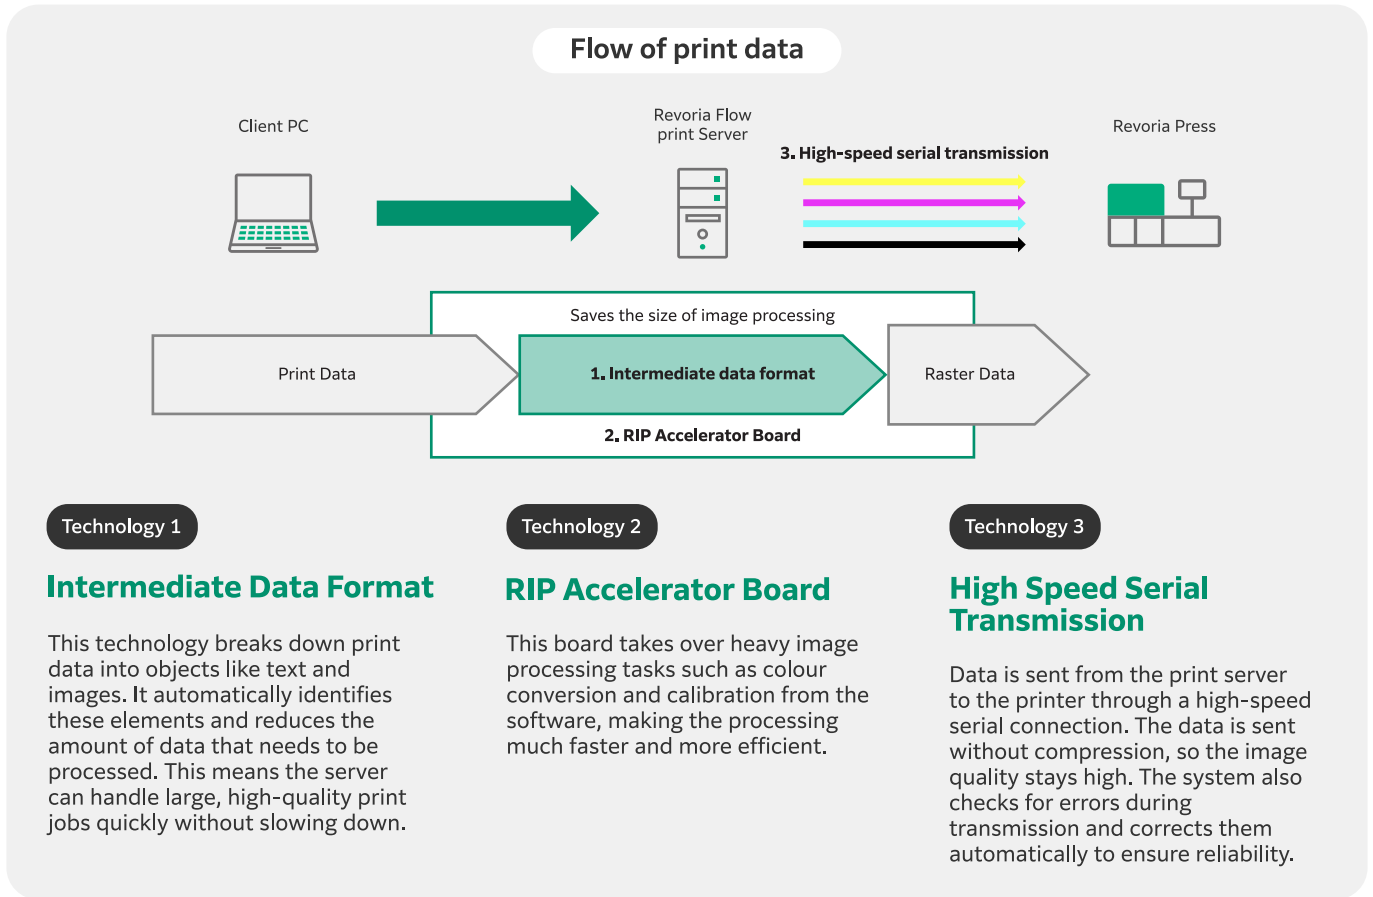 Flow of print data
Client PC
Revoria Flow
print Server
3. High-speed serial transmission
Revoria Press
Saves the size of image processing
Print Data
1. Intermediate data format
Raster Data
2. RIP Accelerator Board
Technology 1
Intermediate Data Format
This technology breaks down print
data into objects like text and
images. It automatically identifies
these elements and reduces the
amount of data that needs to be
processed. This means the server
can handle large, high-quality print
jobs quickly without slowing down.
Technology 2
RIP Accelerator Board
This board takes over heavy image
processing tasks such as colour
conversion and calibration from the
software, making the processing
much faster and more efficient.
Technology 3
High Speed Serial
Transmission
Data is sent from the print server
to the printer through a high-speed
serial connection. The data is sent
without compression, so the image
quality stays high. The system also
checks for errors during
transmission and corrects them
automatically to ensure reliability.